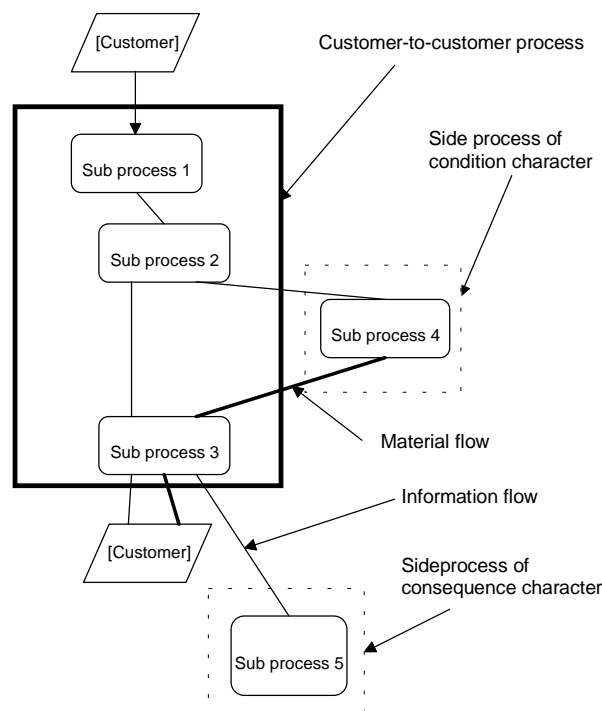 [Customer]
Customer-to-customer process
Side process of
condition character
Sub process 1
Sub process 2
Sub process 4
Sub process 3
Material flow
Information flow
[Customer]
Sideprocess of
consequence character
Sub process 5